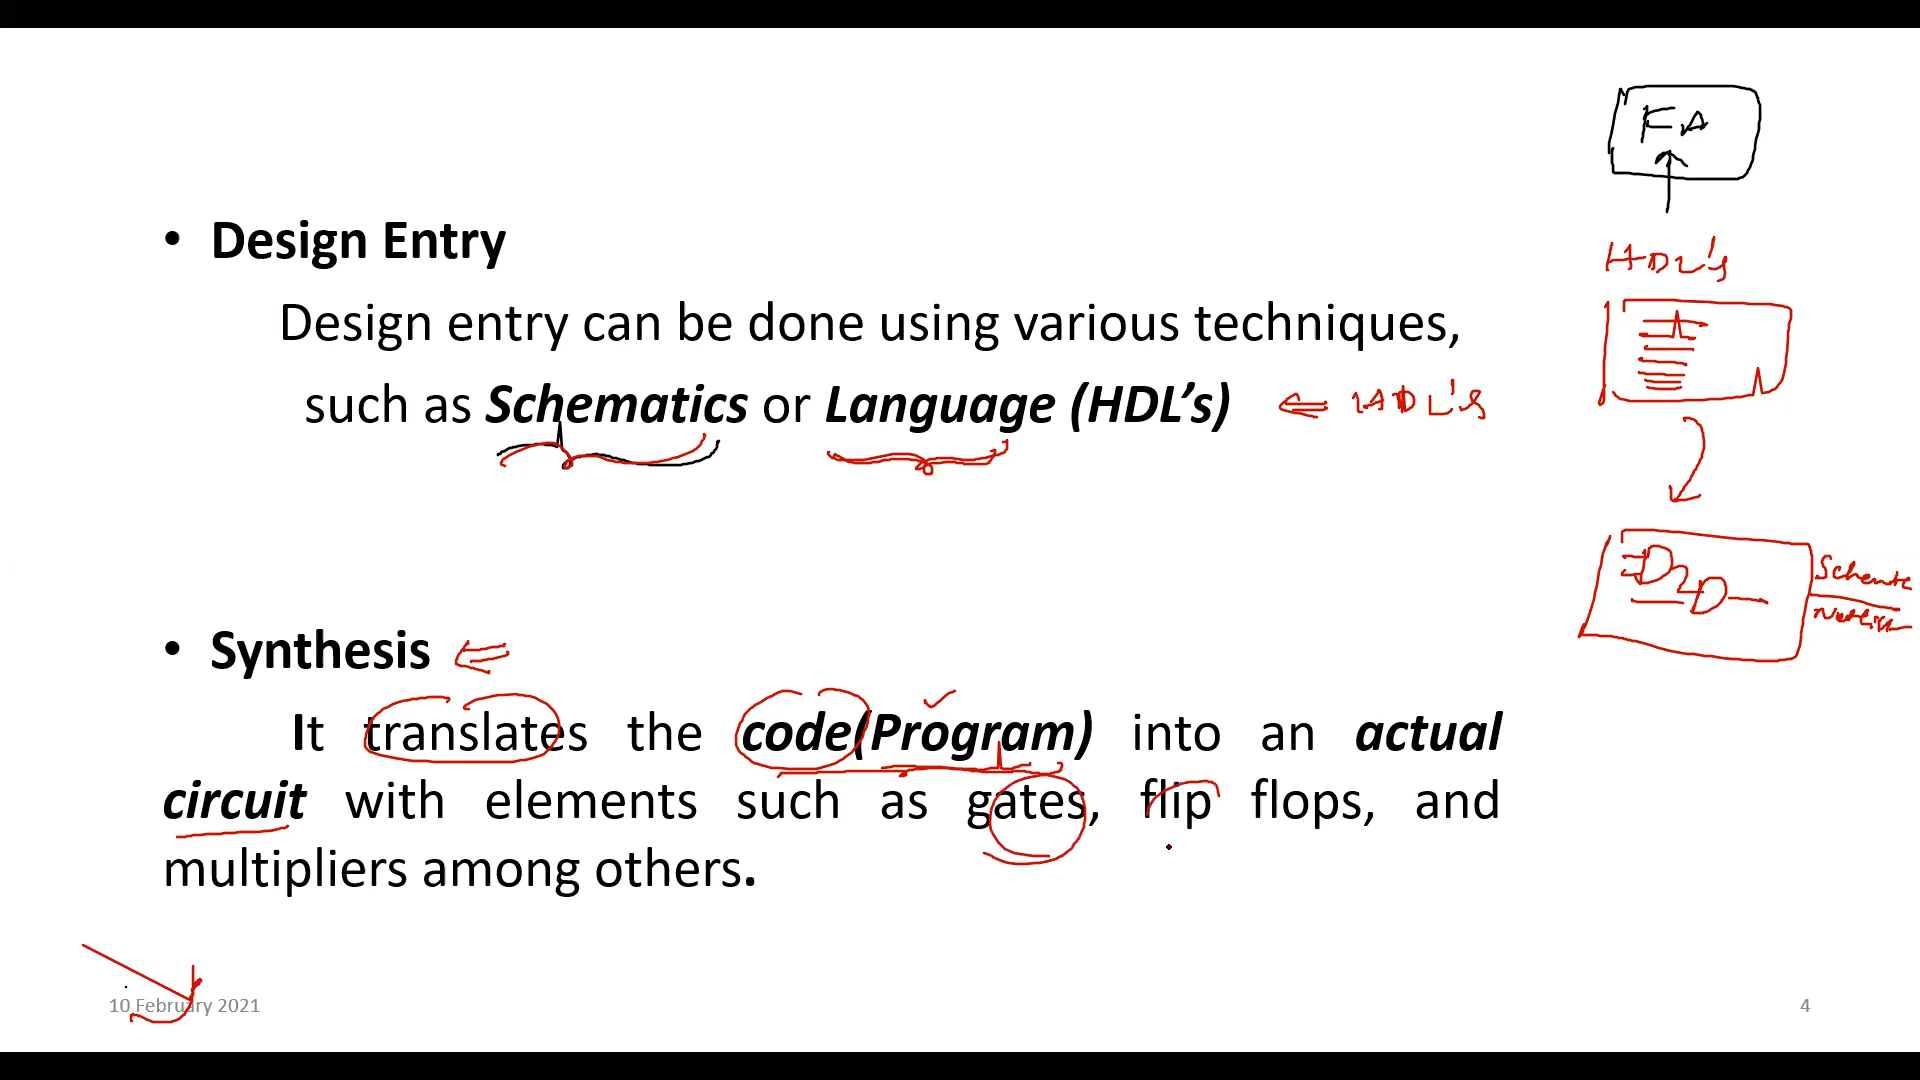 FA
• Design Entry
HDL's
Design entry can be done using various techniques,
such as Schematics or Language (HDL’s) ⇐ HDL's
• Synthesis ⇐
It translates the code(Program) into an actual
circuit with elements such as gates, flip flops, and
multipliers among others.
10 February 2021
4